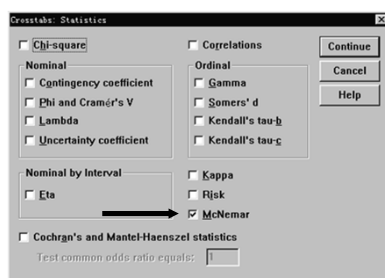 Crosstabs: Statistics
Chi-square
Correlations
Continue
Nominal
Ordinal
Cancel
Contingency coefficient
Gamma
Help
Phi and Cramér's V
Somers' d
Lambda
Kendall's tau-b
Uncertainty coefficient
Kendall's tau-c
Nominal by Interval
Kappa
Eta
Risk
McNemar
Cochran's and Mantel-Haenszel statistics
Test common odds ratio equals: 1